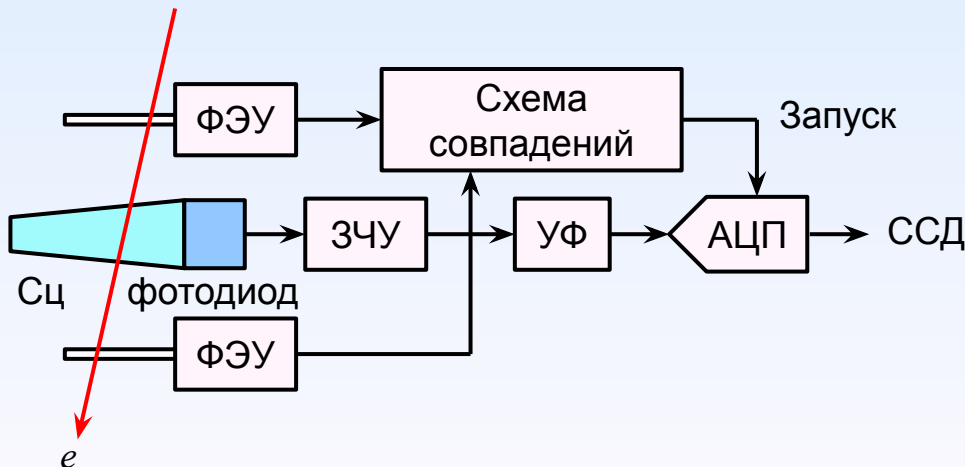 ФЭУ
Схема
совпадений
Запуск
ЗЧУ
УФ
АЦП
ССД
Сц
фотодиод
ФЭУ
e